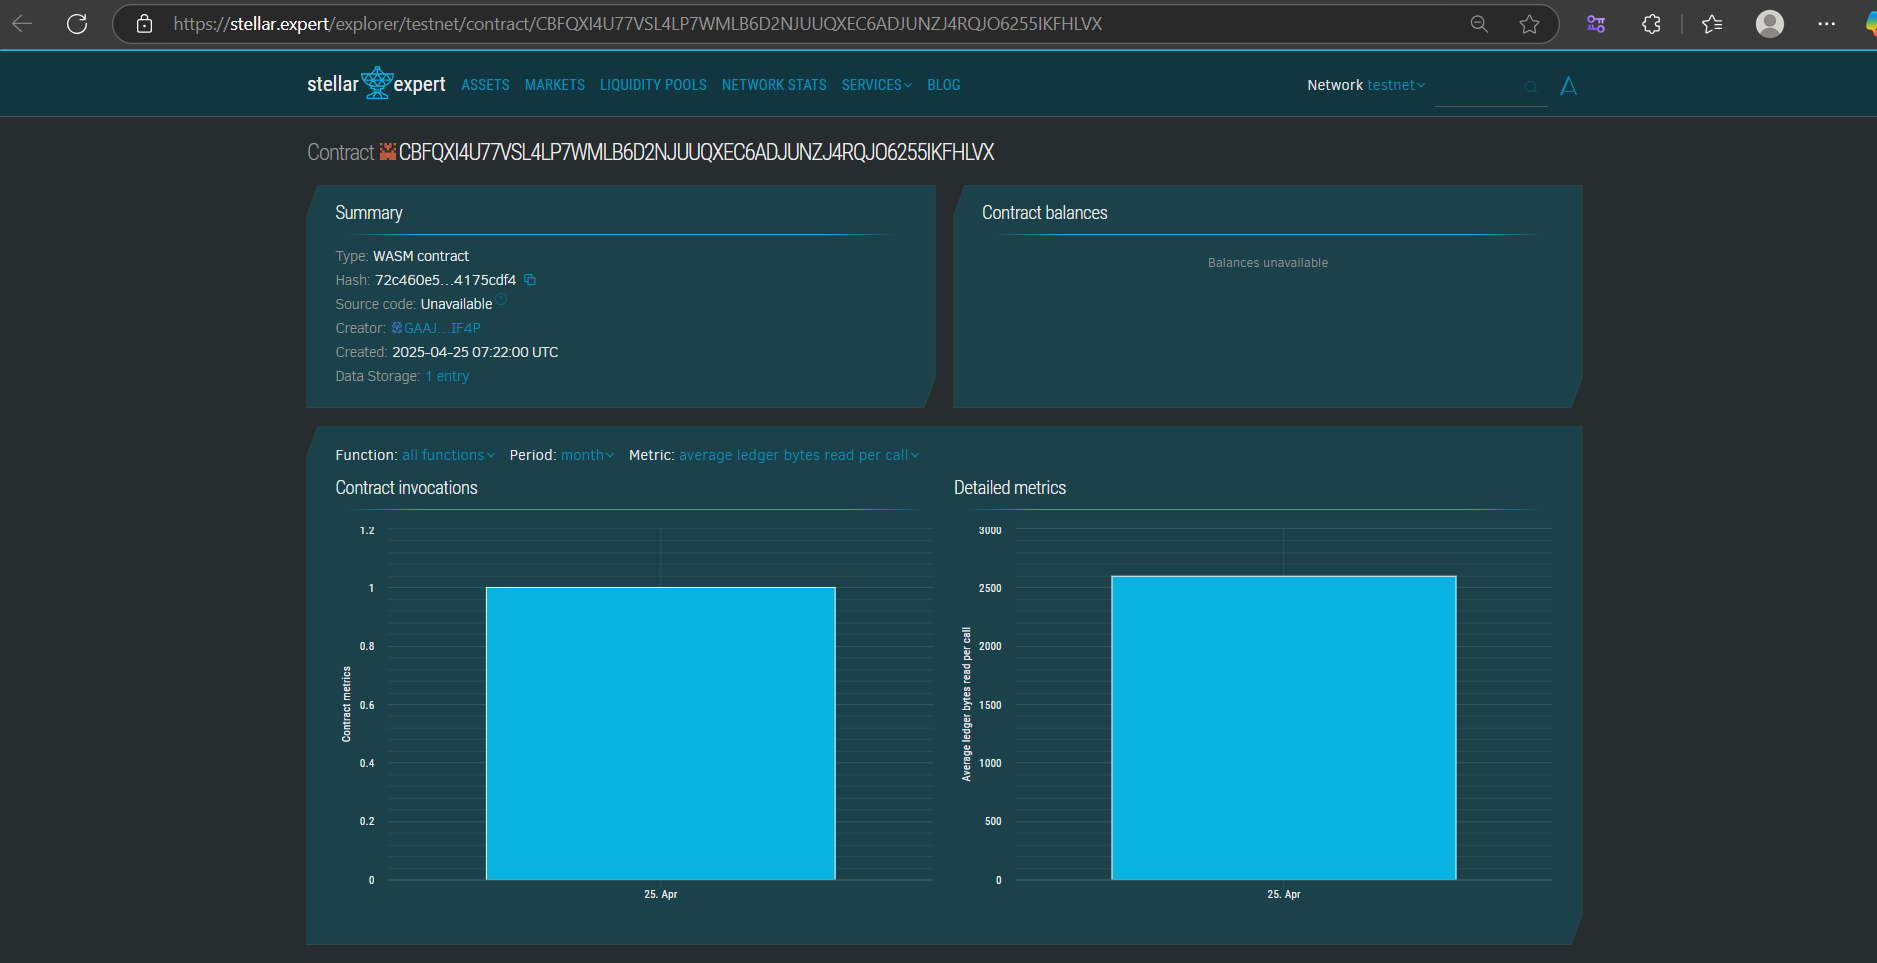 https://stellar.expert/explorer/testnet/contract/CBFQXI4U77VSL4LP7WMLB6D2NJUUQXEC6ADJUNZJ4RQJO6255IKFHLVX
stellar expert ASSETS MARKETS LIQUIDITY POOLS NETWORK STATS SERVICES BLOG Network testnet
Contract CBFQXI4U77VSL4LP7WMLB6D2NJUUQXEC6ADJUNZJ4RQJO6255IKFHLVX
Summary
Type: WASM contract
Hash: 72c460e5…4175cdf4
Source code: Unavailable
Creator: GAAJ…IF4P
Created: 2025-04-25 07:22:00 UTC
Data Storage: 1 entry
Contract balances
Balances unavailable
Function: all functions Period: month Metric: average ledger bytes read per call
Contract invocations
Contract metrics
1.2
1
0.8
0.6
0.4
0.2
0
25. Apr
Detailed metrics
Average ledger bytes read per call
3000
2500
2000
1500
1000
500
0
25. Apr